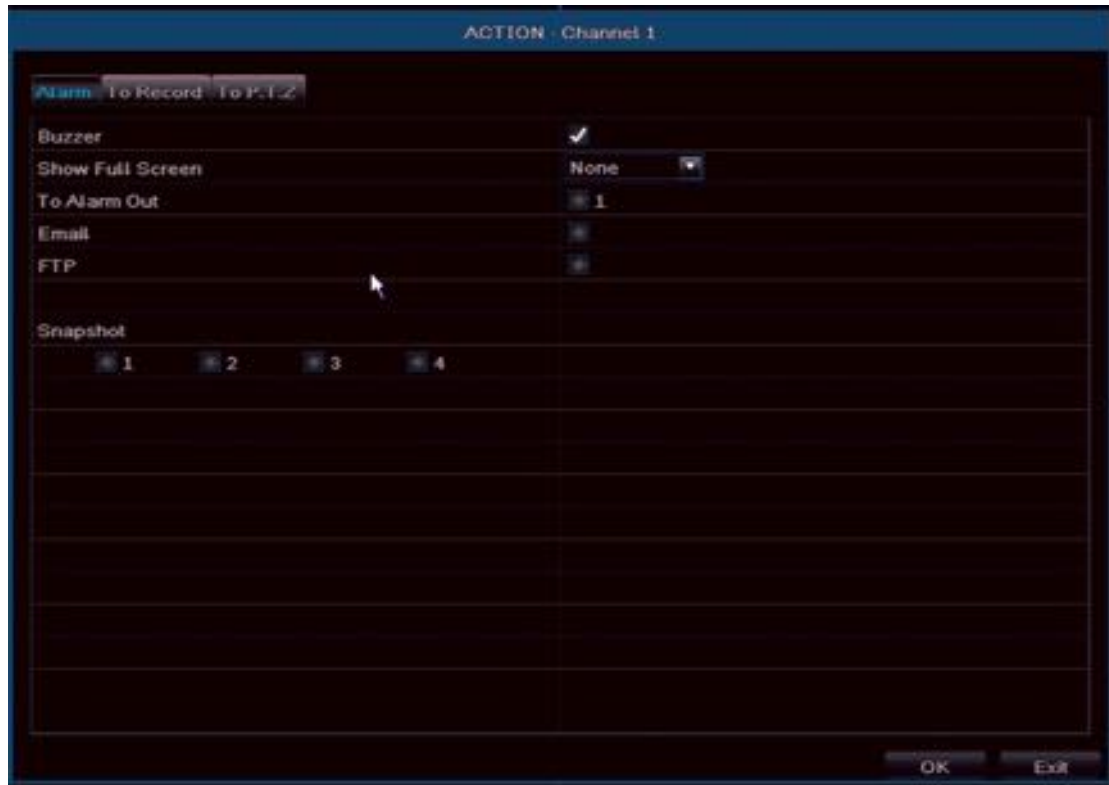 ACTION - Channel 1
Alarm To Record To P.T.Z
Buzzer
Show Full Screen None
To Alarm Out 1
Email
FTP
Snapshot
1 2 3 4
OK Exit